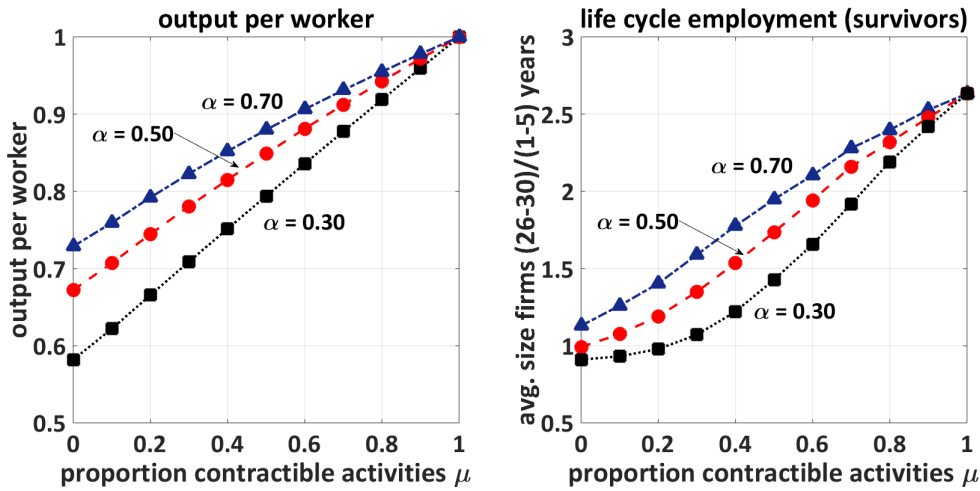 output per worker
output per worker
1
0.9
0.8
0.7
0.6
0.5
α = 0.70
α = 0.50
α = 0.30
0 0.2 0.4 0.6 0.8 1
proportion contractible activities μ
life cycle employment (survivors)
avg. size firms (26-30)/(1-5) years
3
2.5
2
1.5
1
0.5
α = 0.70
α = 0.50
α = 0.30
0 0.2 0.4 0.6 0.8 1
proportion contractible activities μ